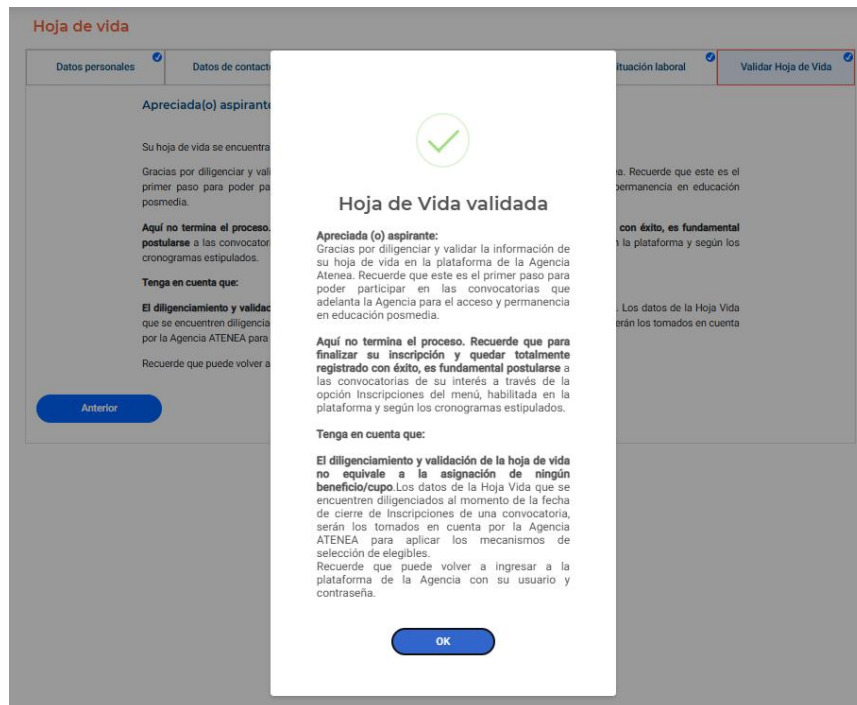 Hoja de vida
Datos personales
Datos de contact
ituación laboral
Validar Hoja de Vida
Apreciada(o) aspirante
Su hoja de vida se encuentra
Gracias por diligenciar y vali
a. Recuerde que este es el
primer paso para poder pa
permanencia en educación
posmedia.
Aquí no termina el proceso.
con éxito, es fundamental
postularse a las convocator
la plataforma y según los
cronogramas estipulados.
Tenga en cuenta que:
El diligenciamiento y validac
. Los datos de la Hoja Vida
que se encuentren diligencia
erán los tomados en cuenta
por la Agencia ATENEA para
Recuerde que puede volver a
Anterior
Hoja de Vida validada
Apreciada (o) aspirante:
Gracias por diligenciar y validar la información de
su hoja de vida en la plataforma de la Agencia
Atenea. Recuerde que este es el primer paso para
poder participar en las convocatorias que
adelanta la Agencia para el acceso y permanencia
en educación posmedia.
Aquí no termina el proceso. Recuerde que para
finalizar su inscripción y quedar totalmente
registrado con éxito, es fundamental postularse a
las convocatorias de su interés a través de la
opción Inscripciones del menú, habilitada en la
plataforma y según los cronogramas estipulados.
Tenga en cuenta que:
El diligenciamiento y validación de la hoja de vida
no equivale a la asignación de ningún
beneficio/cupo.Los datos de la Hoja Vida que se
encuentren diligenciados al momento de la fecha
de cierre de Inscripciones de una convocatoria,
serán los tomados en cuenta por la Agencia
ATENEA para aplicar los mecanismos de
selección de elegibles.
Recuerde que puede volver a ingresar a la
plataforma de la Agencia con su usuario y
contraseña.
OK